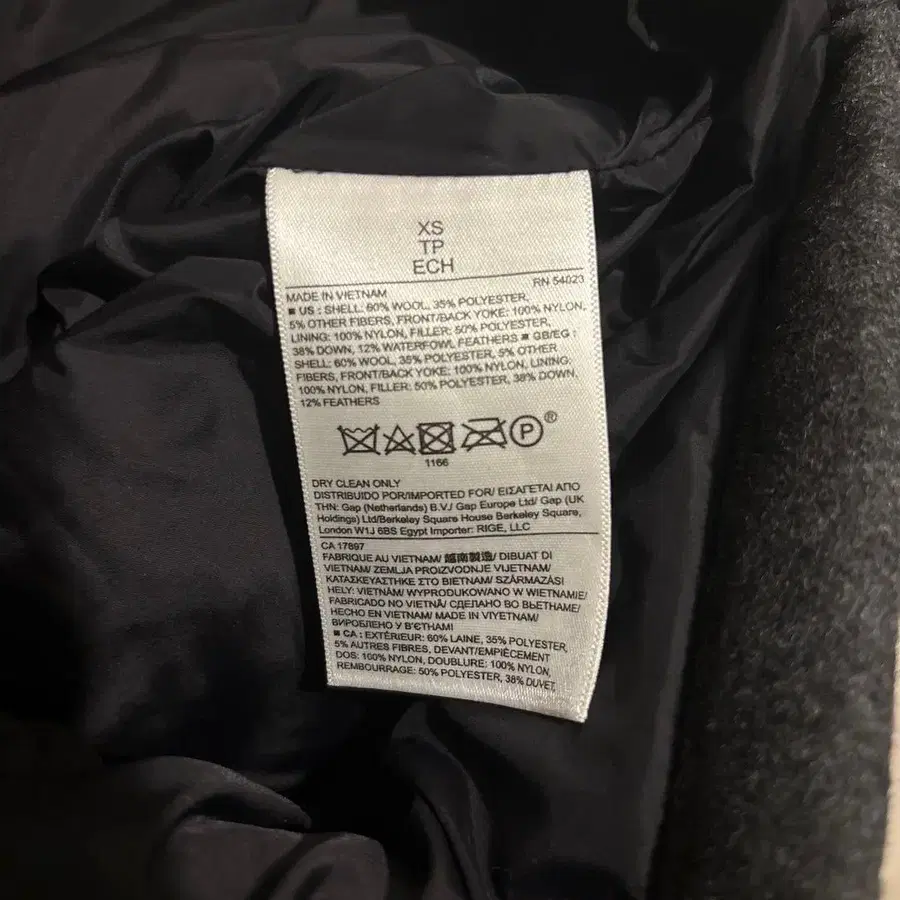 XS
TP
ECH
RN 54023
MADE IN VIETNAM
■ US : SHELL: 60% WOOL, 35% POLYESTER,
5% OTHER FIBERS, FRONT/BACK YOKE: 100% NYLON,
LINING: 100% NYLON, FILLER: 50% POLYESTER,
38% DOWN, 12% WATERFOWL FEATHERS ■ GB/EG :
SHELL: 60% WOOL, 35% POLYESTER, 5% OTHER
FIBERS, FRONT/BACK YOKE: 100% NYLON, LINING:
100% NYLON, FILLER: 50% POLYESTER, 38% DOWN,
12% FEATHERS
P ®
1166
DRY CLEAN ONLY
DISTRIBUIDO POR/IMPORTED FOR/ ΕΙΣΑΓΕΤΑΙ ΑΠΟ
ΤΗΝ: Gap (Netherlands) B.V./ Gap Europe Ltd/ Gap (UK
Holdings) Ltd/Berkeley Square House Berkeley Square,
London W1J 6BS Egypt Importer: RIGE, LLC
CA 17897
FABRIQUE AU VIETNAM/ 越南製造/ DIBUAT DI
VIETNAM/ ZEMLJA PROIZVODNJE VIJETNAM/
ΚΑΤΑΣΚΕΥΑΣΤΗΚΕ ΣΤΟ ΒΙΕΤΝΑΜ/ SZÁRMAZÁSI
HELY: VIETNÁM/ WYPRODUKOWANO W WIETNAMIE/
FABRICADO NO VIETNÃ/ СДЕЛАНО ВО ВЬЕТНАМЕ/
HECHO EN VIETNAM/ MADE IN VIYETNAM/
ВИРОБЛЕНО У В'ЄТНАМІ
■ CA : EXTÉRIEUR: 60% LAINE, 35% POLYESTER,
5% AUTRES FIBRES, DEVANT/EMPIÈCEMENT
DOS: 100% NYLON, DOUBLURE: 100% NYLON,
REMBOURRAGE: 50% POLYESTER, 38% DUVET,